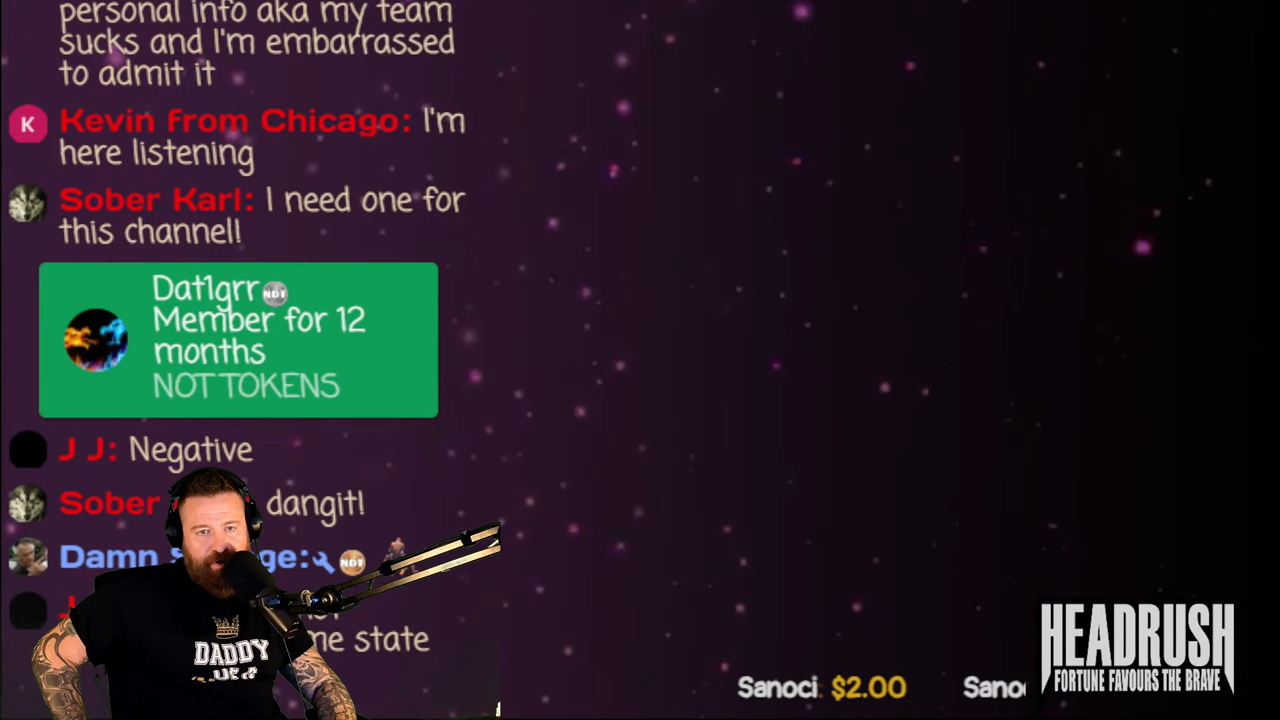 personal info aka my team
sucks and I'm embarrassed
to admit it
K
Kevin from Chicago: I'm
here listening
Sober Karl: I need one for
this channel!
Dat1grr NDT
Member for 12
months
NOT TOKENS
J J: Negative
Sober dangit!
Damn
NDT
me state
DADDY
Sanoci $2.00
HEADRUSH
FORTUNE FAVOURS THE BRAVE